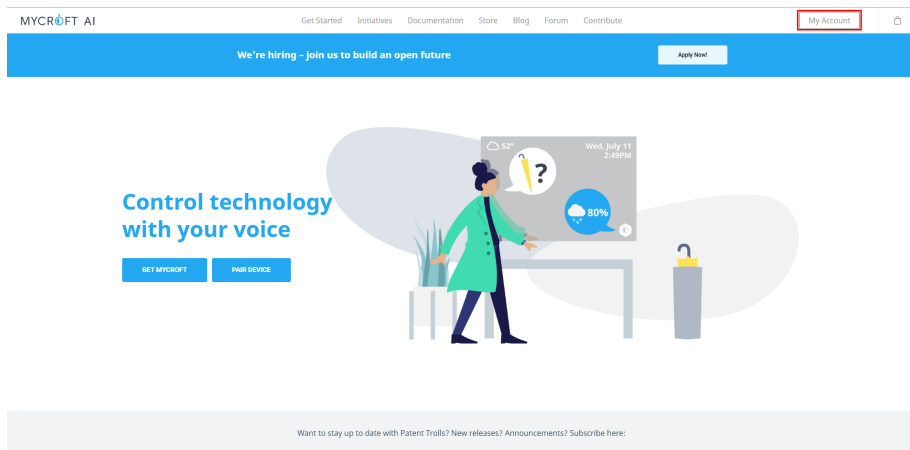 MYCROFT AI
Get Started Initiatives Documentation Store Blog Forum Contribute
My Account
We're hiring – join us to build an open future
Apply Now!
52°
Wed, July 11
2:49PM
?
80%
Control technology
with your voice
GET MYCROFT PAIR DEVICE
Want to stay up to date with Patent Trolls? New releases? Announcements? Subscribe here: